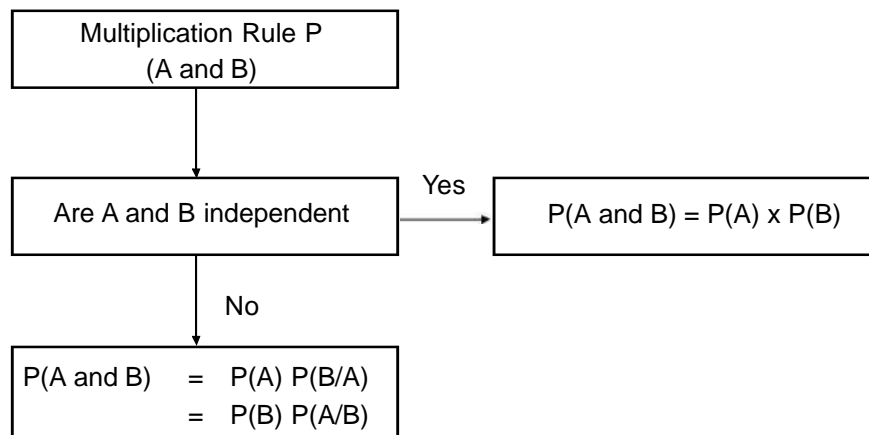 Multiplication Rule P
(A and B)
Are A and B independent
Yes
P(A and B) = P(A) x P(B)
No
P(A and B) = P(A) P(B/A)
= P(B) P(A/B)